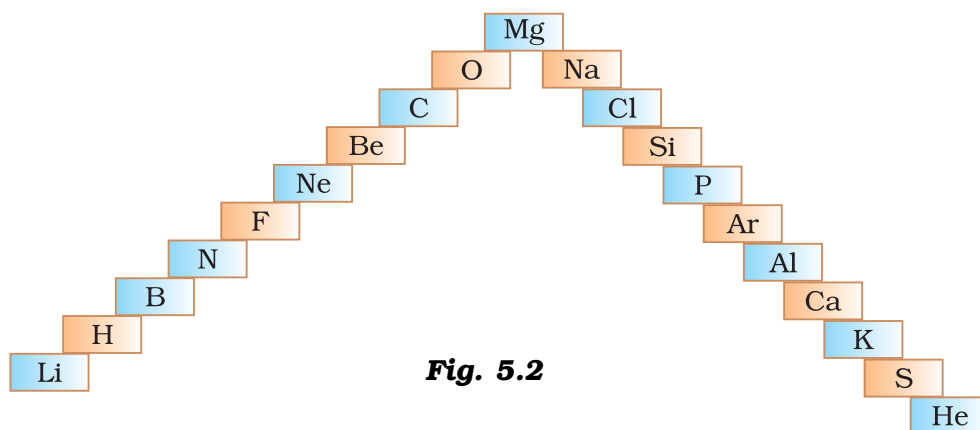 Mg
O Na
C Cl
Be Si
Ne P
F Ar
N Al
B Ca
H K
Li S
He
Fig. 5.2